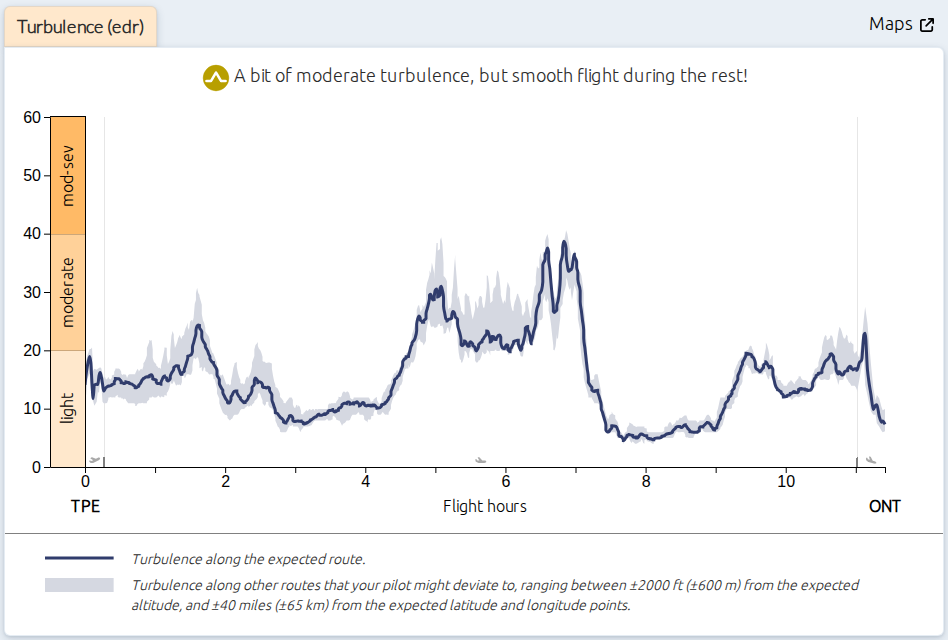 Turbulence (edr)
Maps
A bit of moderate turbulence, but smooth flight during the rest!
60
50
40
30
20
10
0
mod-sev
moderate
light
0
2
4
6
8
10
TPE
Flight hours
ONT
Turbulence along the expected route.
Turbulence along other routes that your pilot might deviate to, ranging between ±2000 ft (±600 m) from the expected
altitude, and ±40 miles (±65 km) from the expected latitude and longitude points.